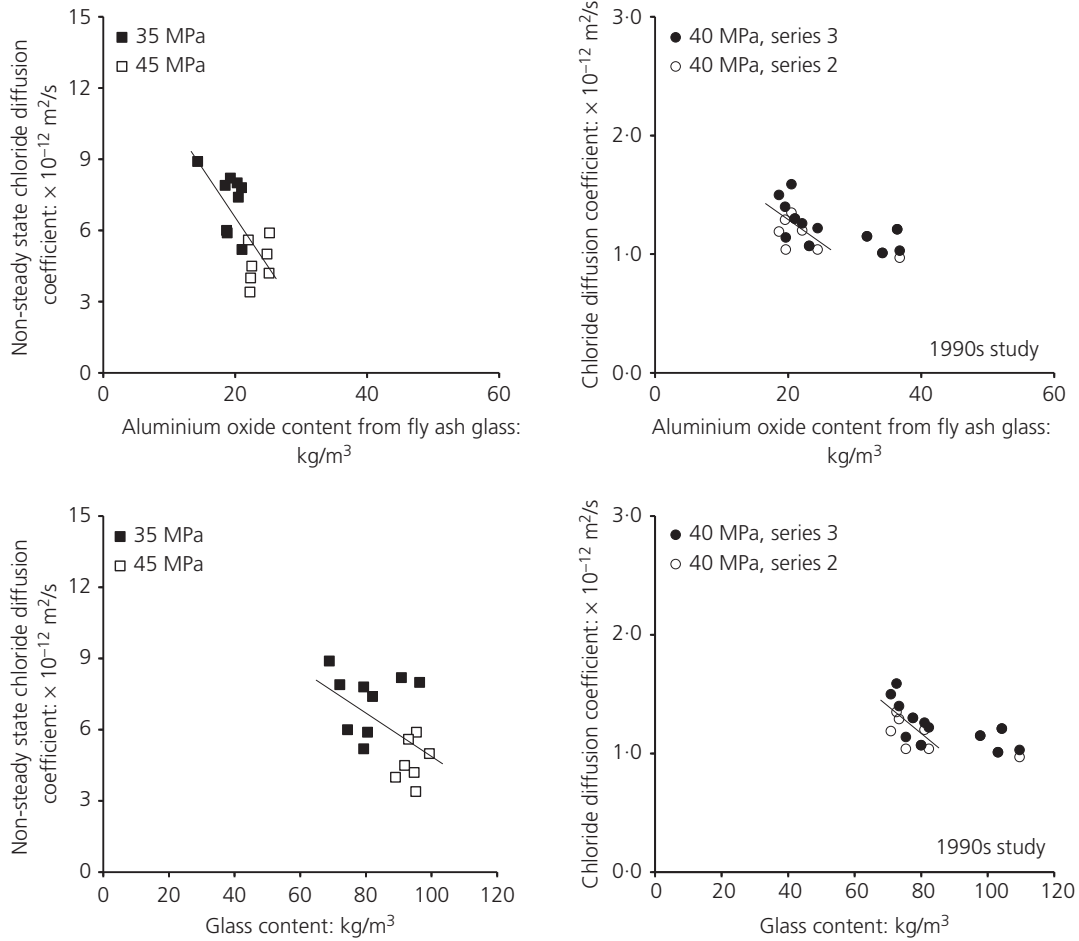 Non-steady state chloride diffusion
coefficient: × 10⁻¹² m²/s
15
12
9
6
3
0
■ 35 MPa
□ 45 MPa
0
20
40
60
Aluminium oxide content from fly ash glass:
kg/m³
Chloride diffusion coefficient: × 10⁻¹² m²/s
3·0
2·0
1·0
0·0
● 40 MPa, series 3
○ 40 MPa, series 2
1990s study
0
20
40
60
Aluminium oxide content from fly ash glass:
kg/m³
Non-steady state chloride diffusion
coefficient: × 10⁻¹² m²/s
15
12
9
6
3
0
■ 35 MPa
□ 45 MPa
0
20
40
60
80
100
120
Glass content: kg/m³
Chloride diffusion coefficient: × 10⁻¹² m²/s
3·0
2·0
1·0
0·0
● 40 MPa, series 3
○ 40 MPa, series 2
1990s study
0
20
40
60
80
100
120
Glass content: kg/m³